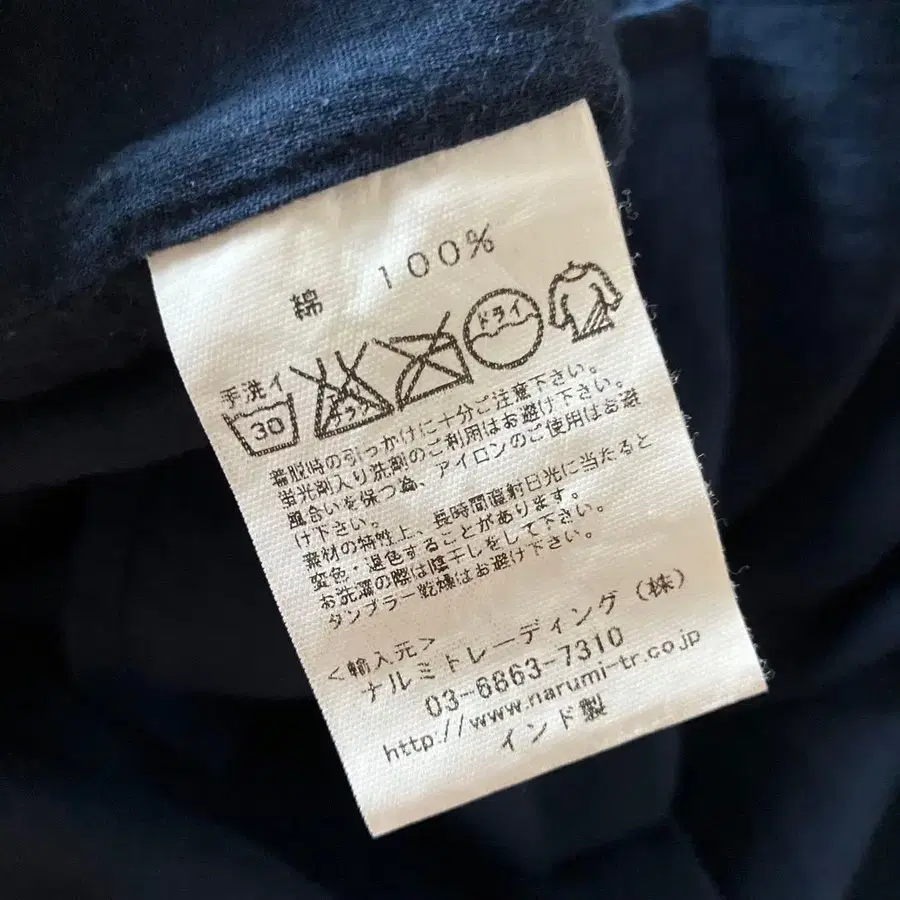 綿 100%
手洗イ
30
エンソ
サラシ
ドライ
着脱時の引っかけに十分ご注意下さい。
蛍光剤入り洗剤のご利用はお避け下さい。
風合いを保つ為、アイロンのご使用はお避
け下さい。
素材の特性上、長時間直射日光に当たると
変色・退色することがあります。
お洗濯の際は陰干しをして下さい。
タンブラー乾燥はお避け下さい。
<輸入元>
ナルミトレーディング(株)
03-6863-7310
http://www.narumi-tr.co.jp
インド製